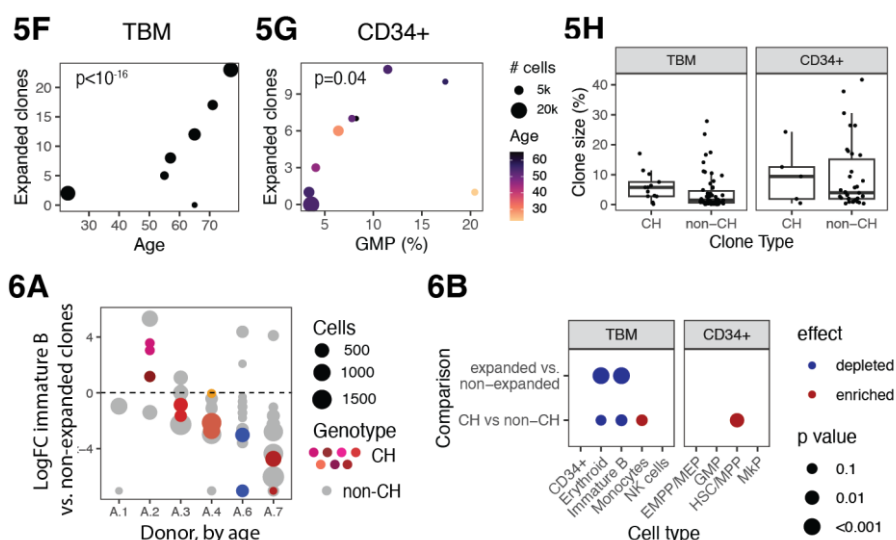 5F
TBM
p<10-16
Expanded clones
20
15
10
5
0
30
50
70
Age
5G
CD34+
p=0.04
Expanded clones
9
6
3
0
5
10
15
20
GMP (%)
# cells
5k
20k
Age
60
50
40
30
5H
TBM
CD34+
Clone size (%)
40
30
20
10
0
CH
non−CH
CH
non−CH
Clone Type
6A
LogFC immature B
vs. non-expanded clones
4
0
−4
A.1
A.2
A.3
A.4
A.6
A.7
Donor, by age
Cells
500
1000
1500
Genotype
CH
non-CH
6B
TBM
CD34+
Comparison
expanded vs.
non−expanded
CH vs non−CH
CD34+
Erythroid
Immature B
Monocytes
NK cells
EMPP/MEP
GMP
HSC/MPP
MkP
Cell type
effect
depleted
enriched
p value
0.1
0.01
<0.001